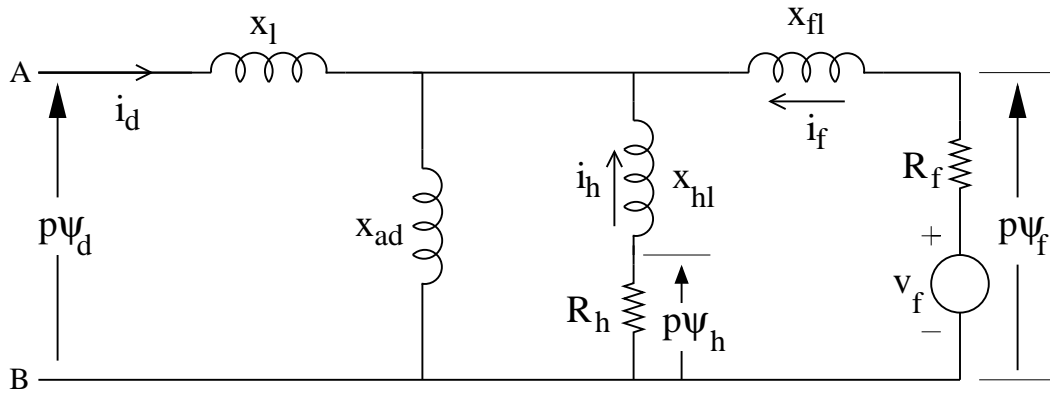 x_l
x_fl
A
i_d
i_f
R_f
i_h
x_hl
pψ_d
x_ad
+
pψ_f
v_f
R_h
pψ_h
−
B